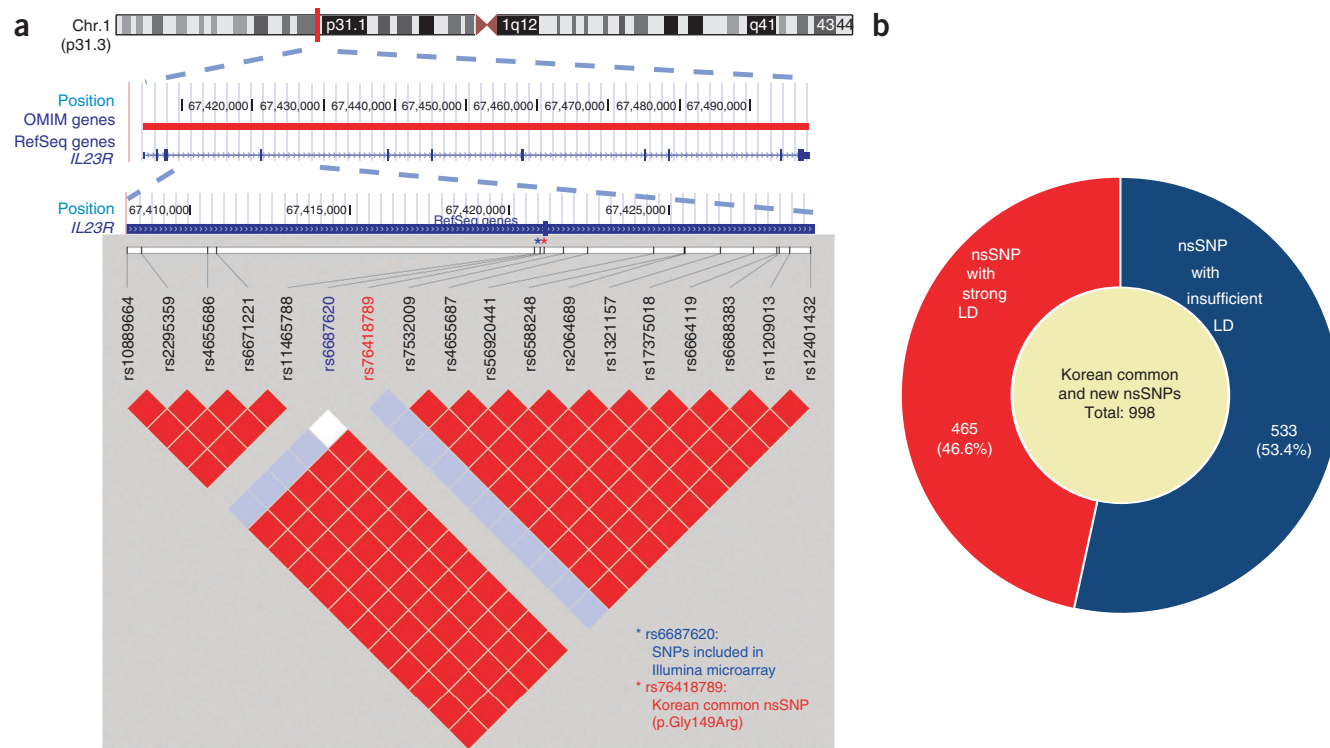 a
Chr.1
(p31.3)
p31.1
1q12
q41
43
44
Position
67,420,000
67,430,000
67,440,000
67,450,000
67,460,000
67,470,000
67,480,000
67,490,000
OMIM genes
RefSeq genes
IL23R
Position
67,410,000
67,415,000
67,420,000
67,425,000
RefSeq genes
IL23R
* *
rs10889664
rs2295359
rs4655686
rs6671221
rs11465788
rs6687620
rs76418789
rs7532009
rs4655687
rs56920441
rs6588248
rs2064689
rs1321157
rs17375018
rs6664119
rs6688383
rs11209013
rs12401432
* rs6687620:
SNPs included in
Illumina microarray
* rs76418789:
Korean common nsSNP
(p.Gly149Arg)
b
nsSNP
with
strong
LD
nsSNP
with
insufficient
LD
Korean common
and new nsSNPs
Total: 998
465
(46.6%)
533
(53.4%)